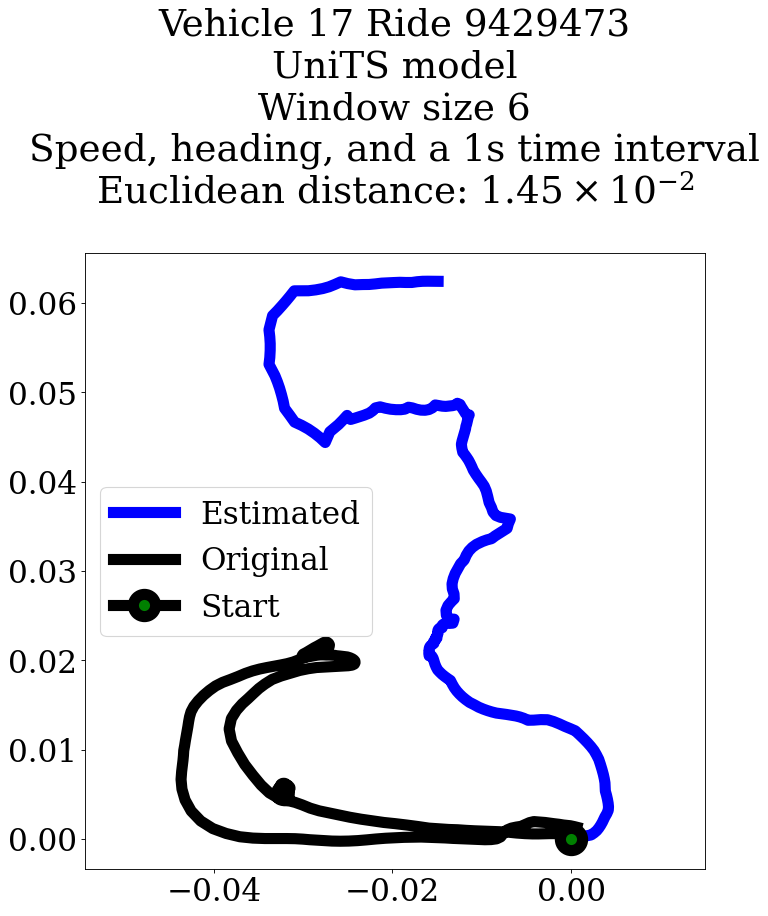 Vehicle 17 Ride 9429473
UniTS model
Window size 6
Speed, heading, and a 1s time interval
Euclidean distance: 1.45 × 10⁻²
0.06
0.05
0.04
0.03
0.02
0.01
0.00
Estimated
Original
Start
−0.04 −0.02 0.00